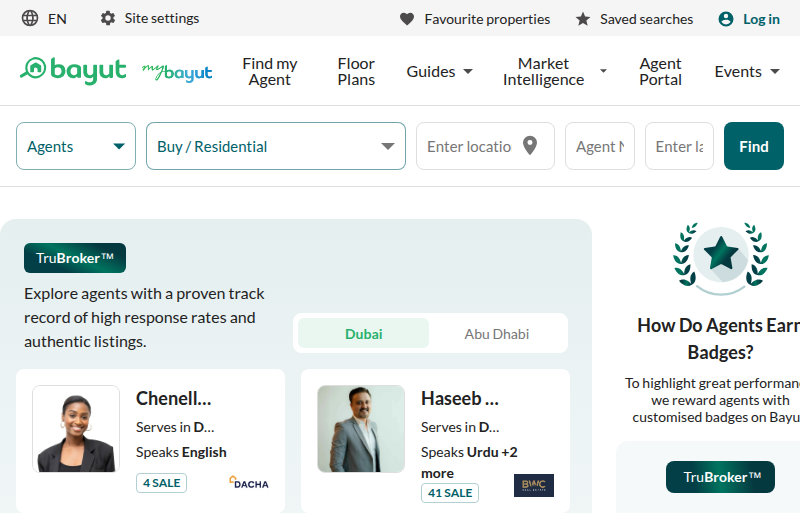 EN
Site settings
Favourite properties
Saved searches
Log in
bayut
my bayut
Find my
Agent
Floor
Plans
Guides
Market
Intelligence
Agent
Portal
Events
Agents
Buy / Residential
Enter locatio
Agent N
Enter la
Find
TruBroker™
Explore agents with a proven track
record of high response rates and
authentic listings.
Dubai
Abu Dhabi
Chenell...
Serves in D...
Speaks English
4 SALE
DACHA
Haseeb ...
Serves in D...
Speaks Urdu +2
more
41 SALE
How Do Agents Earn
Badges?
To highlight great performance
we reward agents with
customised badges on Bayu
TruBroker™